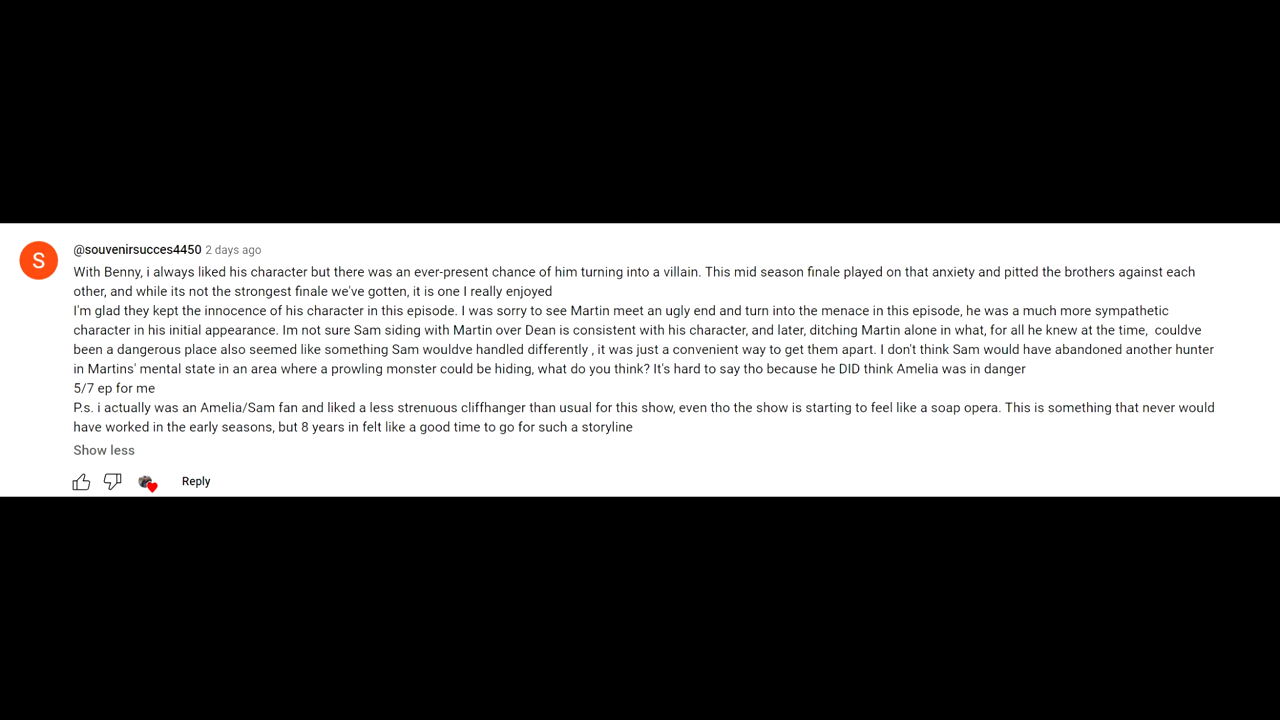 S
@souvenirsucces4450 2 days ago
With Benny, i always liked his character but there was an ever-present chance of him turning into a villain. This mid season finale played on that anxiety and pitted the brothers against each
other, and while its not the strongest finale we've gotten, it is one I really enjoyed
I'm glad they kept the innocence of his character in this episode. I was sorry to see Martin meet an ugly end and turn into the menace in this episode, he was a much more sympathetic
character in his initial appearance. Im not sure Sam siding with Martin over Dean is consistent with his character, and later, ditching Martin alone in what, for all he knew at the time,  couldve
been a dangerous place also seemed like something Sam wouldve handled differently , it was just a convenient way to get them apart. I don't think Sam would have abandoned another hunter
in Martins' mental state in an area where a prowling monster could be hiding, what do you think? It's hard to say tho because he DID think Amelia was in danger
5/7 ep for me
P.s. i actually was an Amelia/Sam fan and liked a less strenuous cliffhanger than usual for this show, even tho the show is starting to feel like a soap opera. This is something that never would
have worked in the early seasons, but 8 years in felt like a good time to go for such a storyline
Show less
Reply